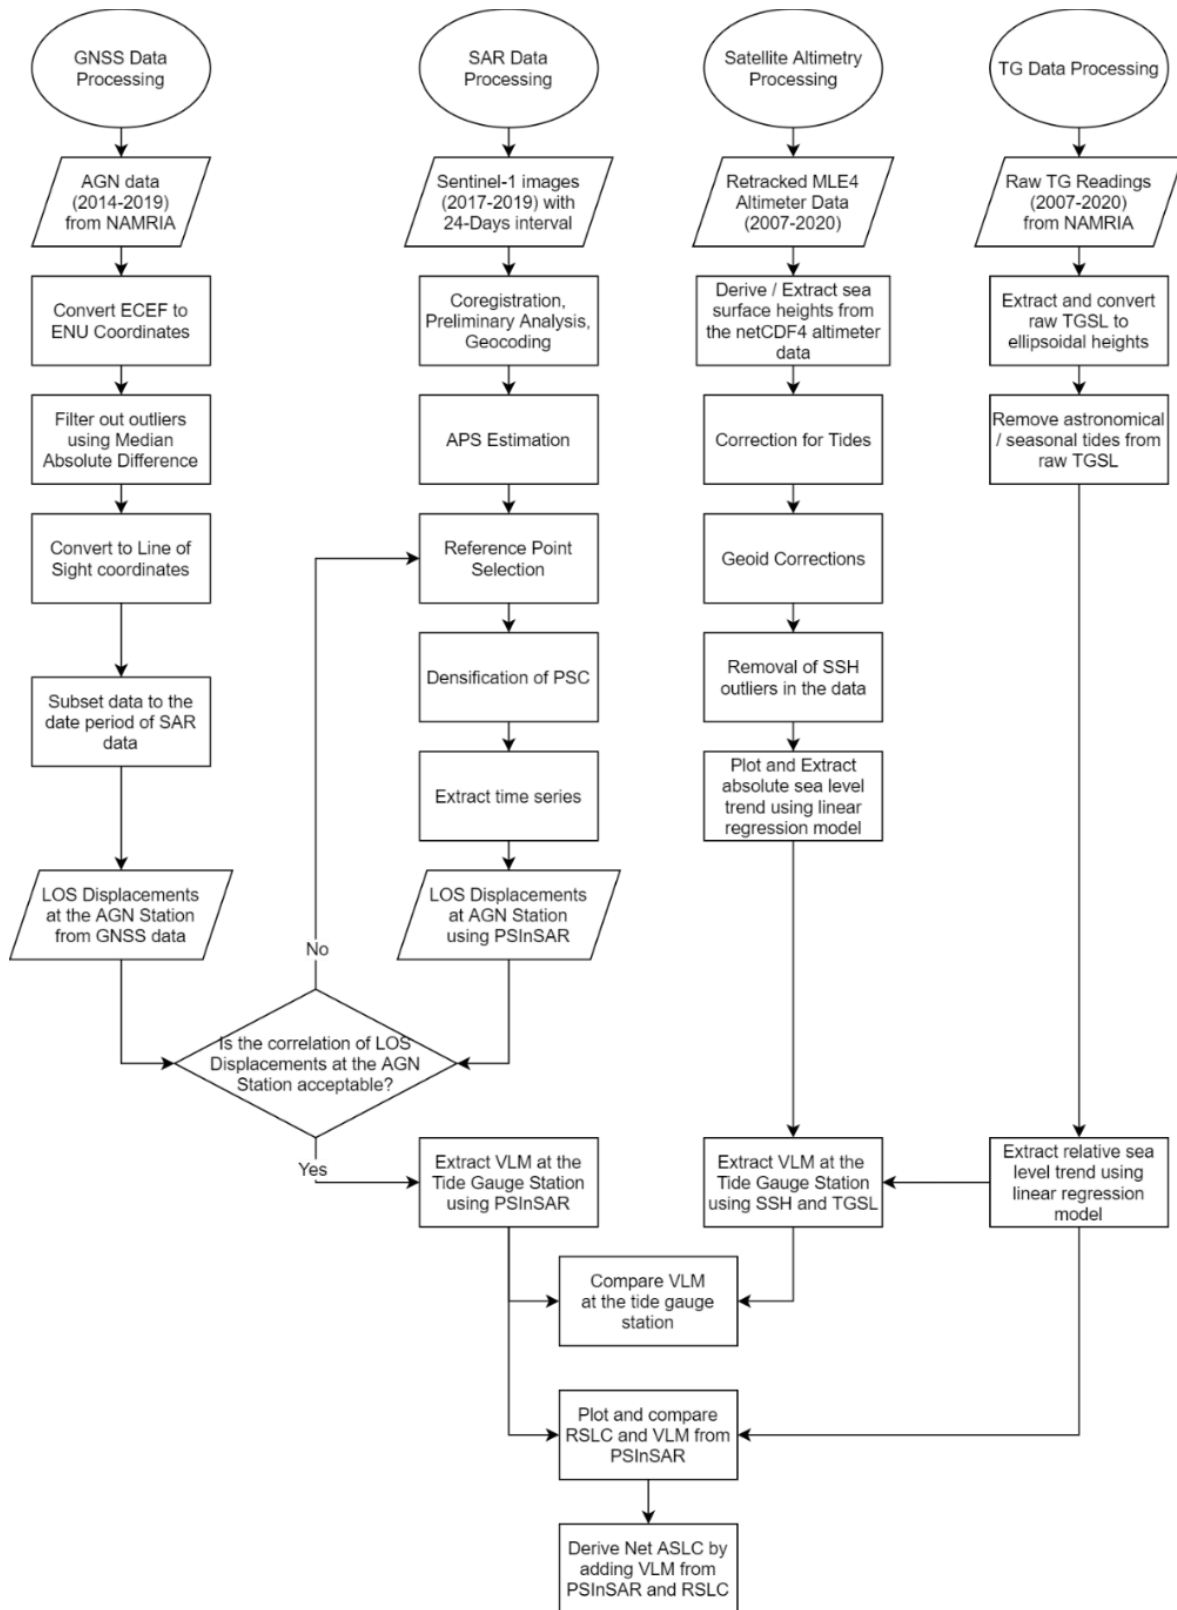 GNSS Data
Processing
SAR Data
Processing
Satellite Altimetry
Processing
TG Data Processing
AGN data
(2014-2019)
from NAMRIA
Sentinel-1 images
(2017-2019) with
24-Days interval
Retracked MLE4
Altimeter Data
(2007-2020)
Raw TG Readings
(2007-2020)
from NAMRIA
Convert ECEF to
ENU Coordinates
Coregistration,
Preliminary Analysis,
Geocoding
Derive / Extract sea
surface heights from
the netCDF4 altimeter
data
Extract and convert
raw TGSL to
ellipsoidal heights
Filter out outliers
using Median
Absolute Difference
APS Estimation
Correction for Tides
Remove astronomical
/ seasonal tides from
raw TGSL
Convert to Line of
Sight coordinates
Reference Point
Selection
Geoid Corrections
Subset data to the
date period of SAR
data
Densification of PSC
Removal of SSH
outliers in the data
Extract time series
Plot and Extract
absolute sea level
trend using linear
regression model
LOS Displacements
at the AGN Station
from GNSS data
LOS Displacements
at AGN Station
using PSInSAR
No
Is the correlation of LOS
Displacements at the AGN
Station acceptable?
Yes
Extract VLM at the
Tide Gauge Station
using PSInSAR
Extract VLM at the
Tide Gauge Station
using SSH and TGSL
Extract relative sea
level trend using
linear regression
model
Compare VLM
at the tide gauge
station
Plot and compare
RSLC and VLM from
PSInSAR
Derive Net ASLC by
adding VLM from
PSInSAR and RSLC